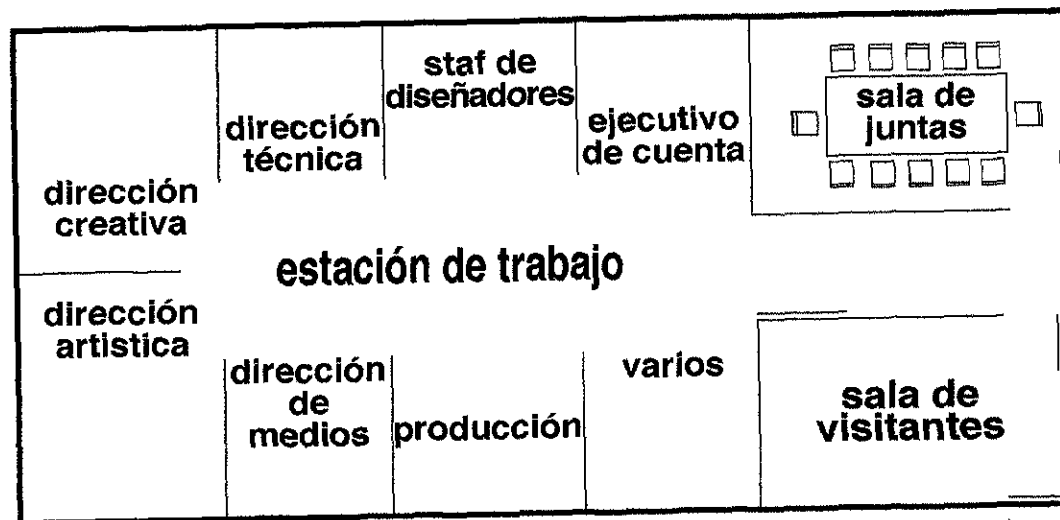 dirección
creativa
dirección
técnica
staf de
diseñadores
ejecutivo
de cuenta
sala de
juntas
estación de trabajo
dirección
artistica
dirección
de
medios
producción
varios
sala de
visitantes